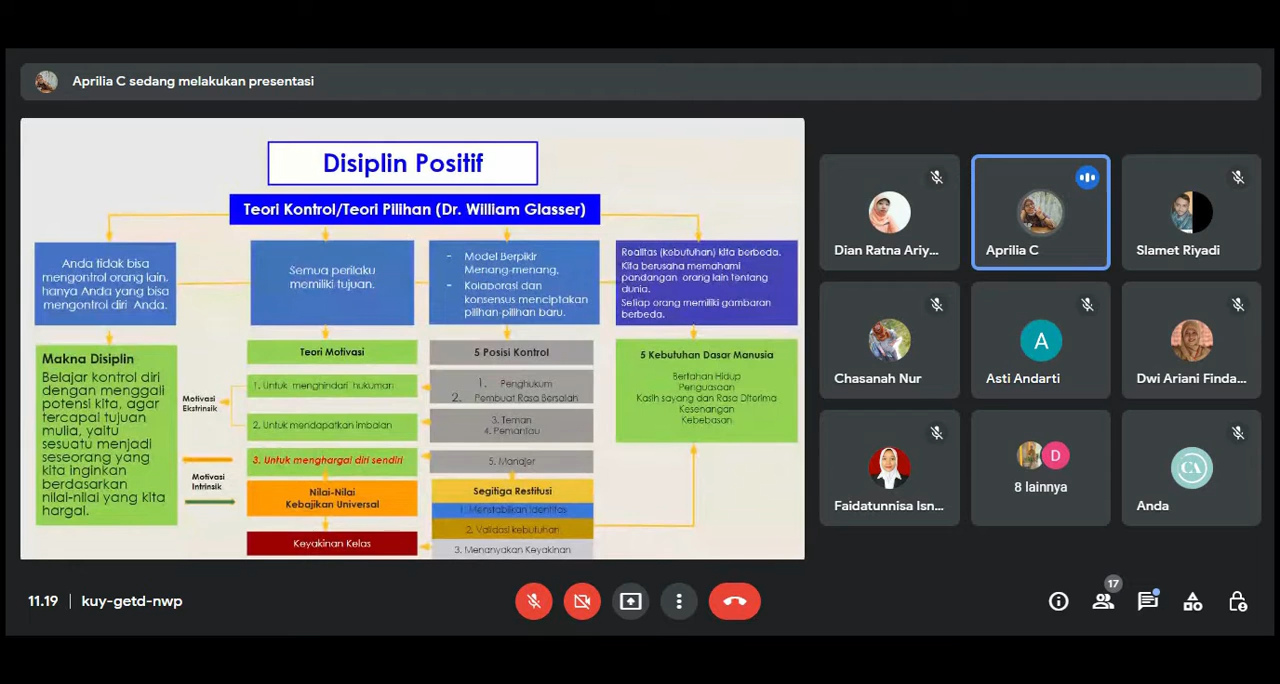 Aprilia C sedang melakukan presentasi
Disiplin Positif
Teori Kontrol/Teori Pilihan (Dr. William Glasser)
Anda tidak bisa
mengontrol orang lain,
hanya Anda yang bisa
mengontrol diri Anda.
Semua perilaku
memiliki tujuan.
- Model Berpikir
Menang-menang.
- Kolaborasi dan
konsensus menciptakan
pilihan-pilihan baru.
Realitas (kebutuhan) kita berbeda.
Kita berusaha memahami
pandangan orang lain tentang
dunia.
Setiap orang memiliki gambaran
berbeda.
Makna Disiplin
Belajar kontrol diri
dengan menggali
potensi kita, agar
tercapai tujuan
mulia, yaitu
sesuatu menjadi
seseorang yang
kita inginkan
berdasarkan
nilai-nilai yang kita
hargai.
Motivasi
Ekstrinsik
Motivasi
Intrinsik
Teori Motivasi
1. Untuk menghindari hukuman
2. Untuk mendapatkan imbalan
3. Untuk menghargai diri sendiri
Nilai-Nilai
Kebajikan Universal
Keyakinan Kelas
5 Posisi Kontrol
1. Penghukum
2. Pembuat Rasa Bersalah
3. Teman
4. Pemantau
5. Manajer
Segitiga Restitusi
1. Menstabilkan Identitas
2. Validasi kebutuhan
3. Menanyakan Keyakinan
5 Kebutuhan Dasar Manusia
Bertahan Hidup
Penguasaan
Kasih sayang dan Rasa Diterima
Kesenangan
Kebebasan
Dian Ratna Ariy...
Aprilia C
Slamet Riyadi
Chasanah Nur
A
Asti Andarti
Dwi Ariani Finda...
Faidatunnisa Isn...
D
8 lainnya
CA
Anda
11.19 | kuy-getd-nwp
17